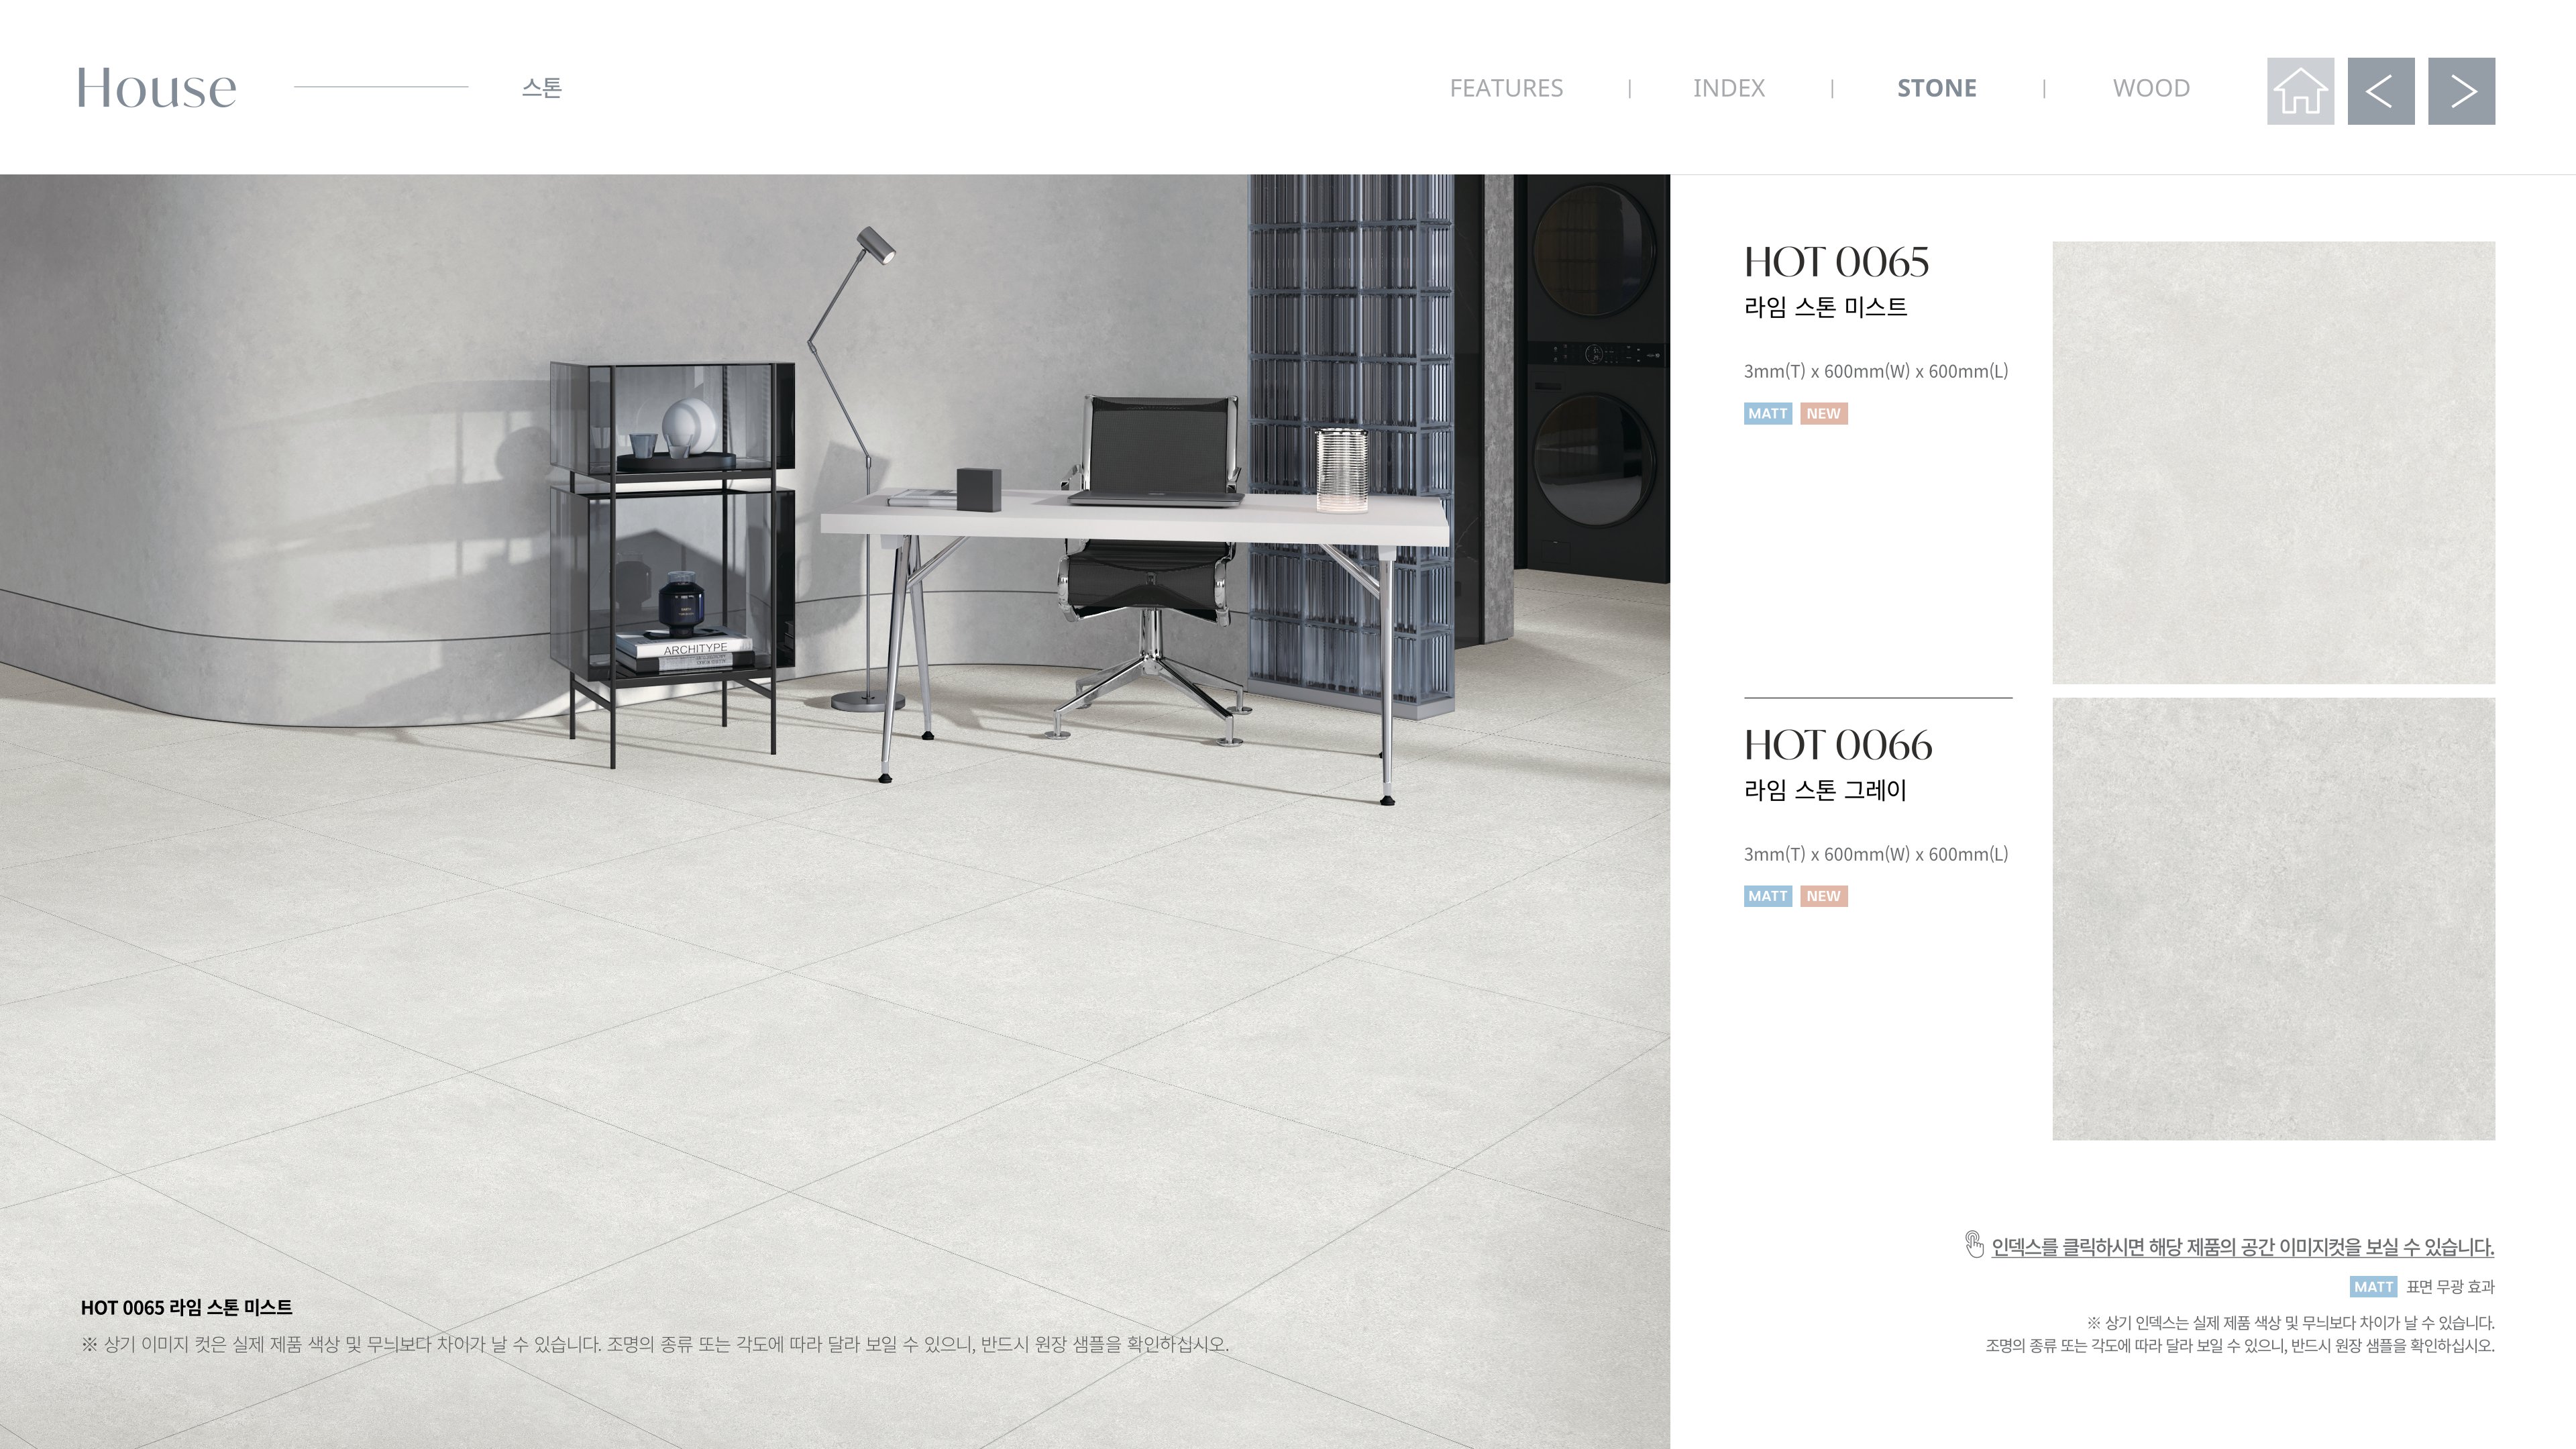 House
스톤
FEATURES | INDEX | STONE | WOOD
ARCHITYPE
HOT 0065 라임 스톤 미스트
※ 상기 이미지 컷은 실제 제품 색상 및 무늬보다 차이가 날 수 있습니다. 조명의 종류 또는 각도에 따라 달라 보일 수 있으니, 반드시 원장 샘플을 확인하십시오.
HOT 0065
라임 스톤 미스트
3mm(T) x 600mm(W) x 600mm(L)
MATT NEW
HOT 0066
라임 스톤 그레이
3mm(T) x 600mm(W) x 600mm(L)
MATT NEW
인덱스를 클릭하시면 해당 제품의 공간 이미지컷을 보실 수 있습니다.
MATT 표면 무광 효과
※ 상기 인덱스는 실제 제품 색상 및 무늬보다 차이가 날 수 있습니다.
조명의 종류 또는 각도에 따라 달라 보일 수 있으니, 반드시 원장 샘플을 확인하십시오.